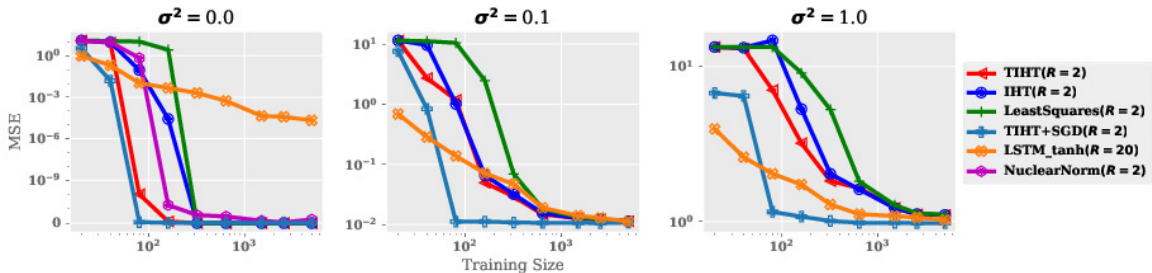 σ² = 0.0
σ² = 0.1
σ² = 1.0
MSE
10⁰
10⁻³
10⁻⁶
10⁻⁹
0
10²
10³
10¹
10⁰
10⁻¹
10⁻²
10²
10³
10¹
10⁰
10²
10³
Training Size
TIHT(R = 2)
IHT(R = 2)
LeastSquares(R = 2)
TIHT+SGD(R = 2)
LSTM_tanh(R = 20)
NuclearNorm(R = 2)